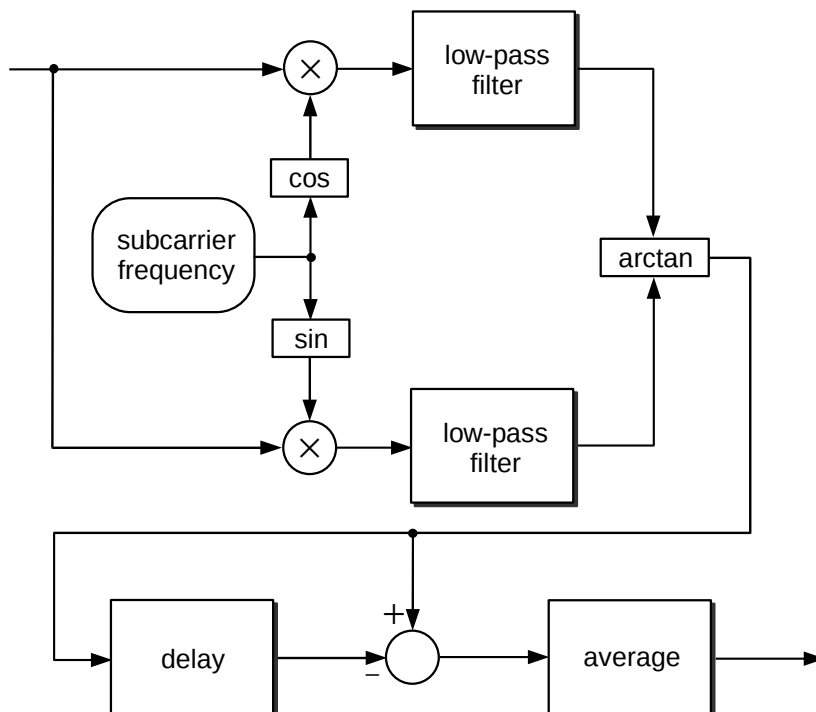 ×
low-pass
filter
cos
subcarrier
frequency
arctan
sin
×
low-pass
filter
+
delay
−
average